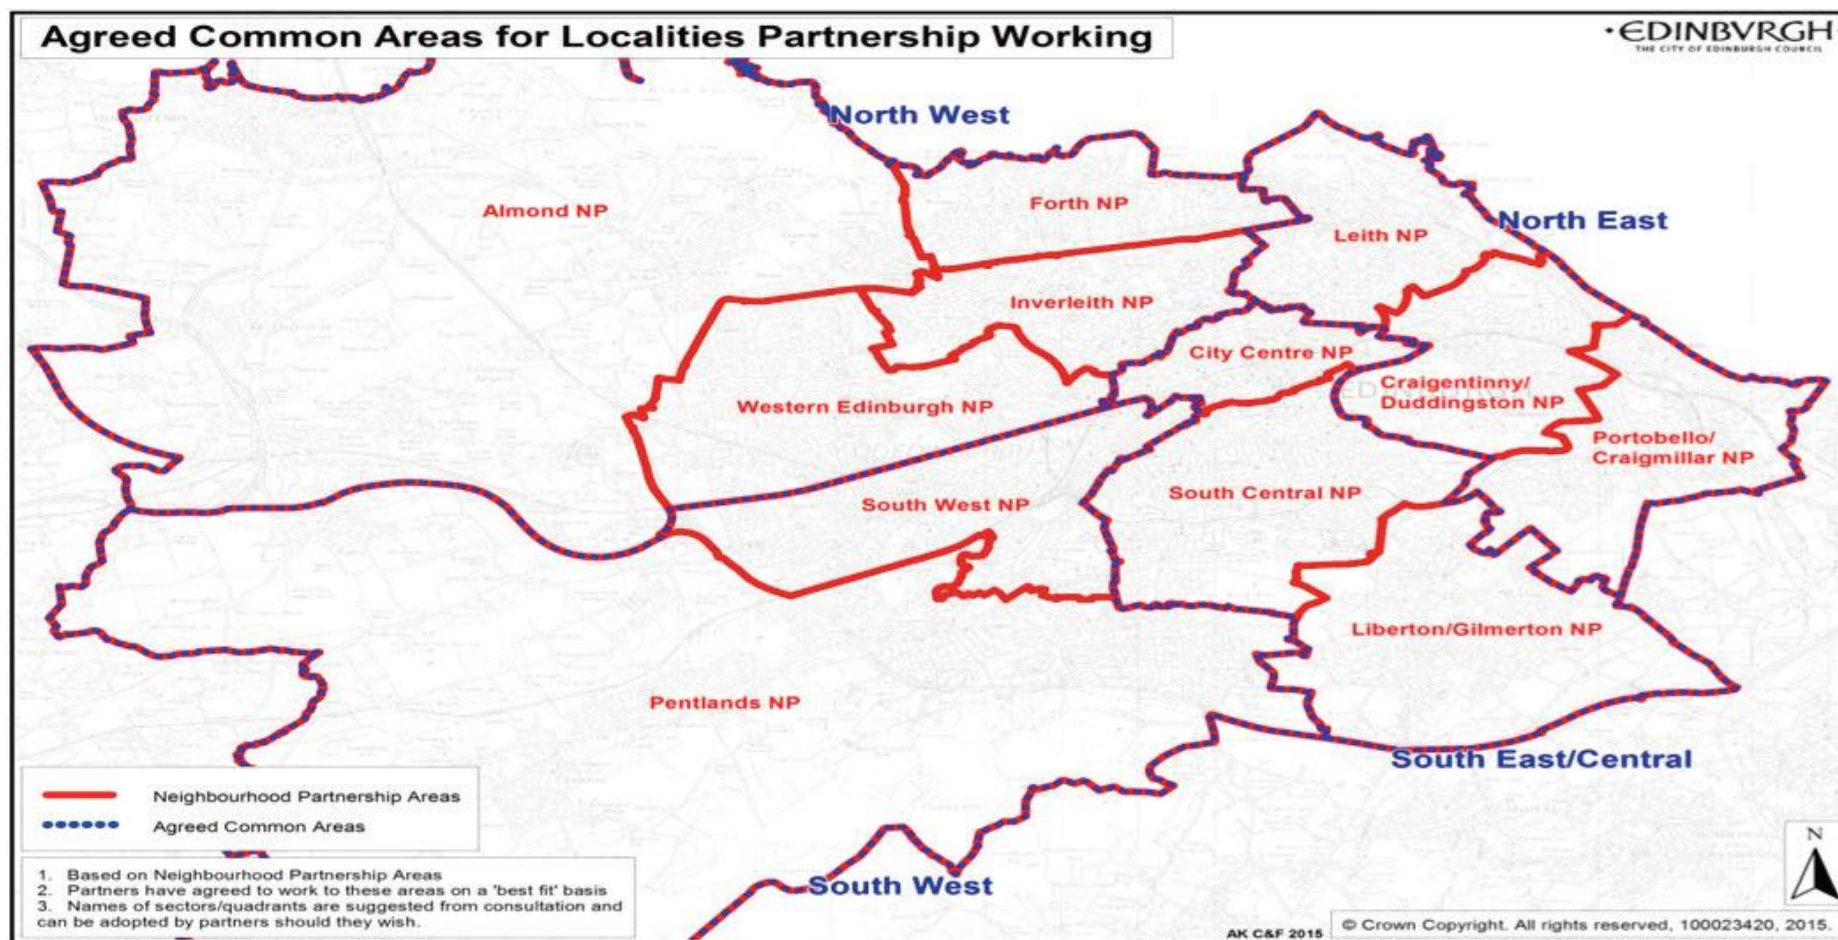 Agreed Common Areas for Localities Partnership Working
·EDINBVRGH·
THE CITY OF EDINBURGH COUNCIL
North West
Almond NP
Forth NP
North East
Leith NP
Inverleith NP
City Centre NP
Craigentinny/
Duddingston NP
Western Edinburgh NP
Portobello/
Craigmillar NP
South Central NP
South West NP
Liberton/Gilmerton NP
Pentlands NP
South East/Central
South West
Neighbourhood Partnership Areas
Agreed Common Areas
1. Based on Neighbourhood Partnership Areas
2. Partners have agreed to work to these areas on a 'best fit' basis
3. Names of sectors/quadrants are suggested from consultation and
can be adopted by partners should they wish.
N
AK C&F 2015
© Crown Copyright. All rights reserved, 100023420, 2015.